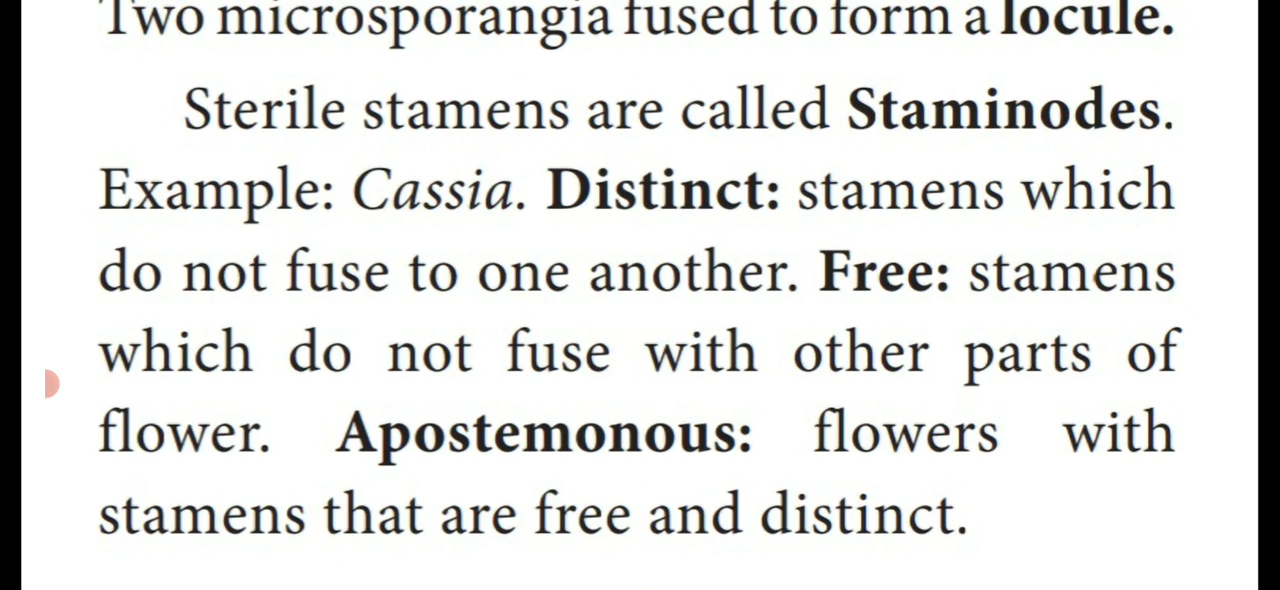 Two microsporangia fused to form a locule.
Sterile stamens are called Staminodes.
Example: Cassia. Distinct: stamens which
do not fuse to one another. Free: stamens
which do not fuse with other parts of
flower. Apostemonous: flowers with
stamens that are free and distinct.